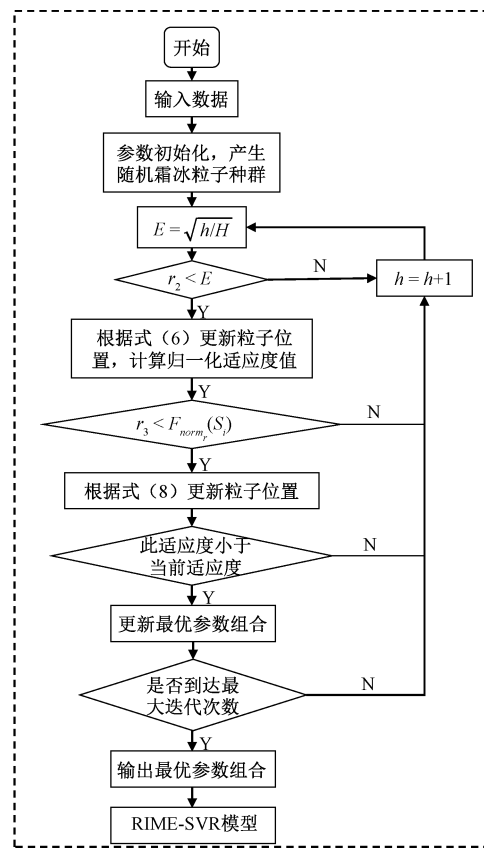 开始
输入数据
参数初始化，产生
随机霜冰粒子种群
E = √h/H
r₂ < E
N
h = h+1
Y
根据式（6）更新粒子位
置，计算归一化适应度值
Y
r₃ < F_{norm_r}(S_i)
N
Y
根据式（8）更新粒子位置
此适应度小于
当前适应度
N
Y
更新最优参数组合
是否到达最
大迭代次数
N
Y
输出最优参数组合
RIME-SVR模型